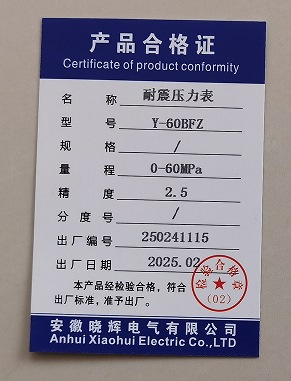 产品合格证
Certificate of product conformity
名 称 耐震压力表
型 号 Y-60BFZ
规 格 /
量 程 0-60MPa
精 度 2.5
分 度 号 /
出厂编号 250241115
出厂日期 2025.02
本产品经检验合格，符合
出厂标准，准予出厂。
检验合格章
(02)
安徽晓辉电气有限公司
Anhui Xiaohui Electric Co.,LTD